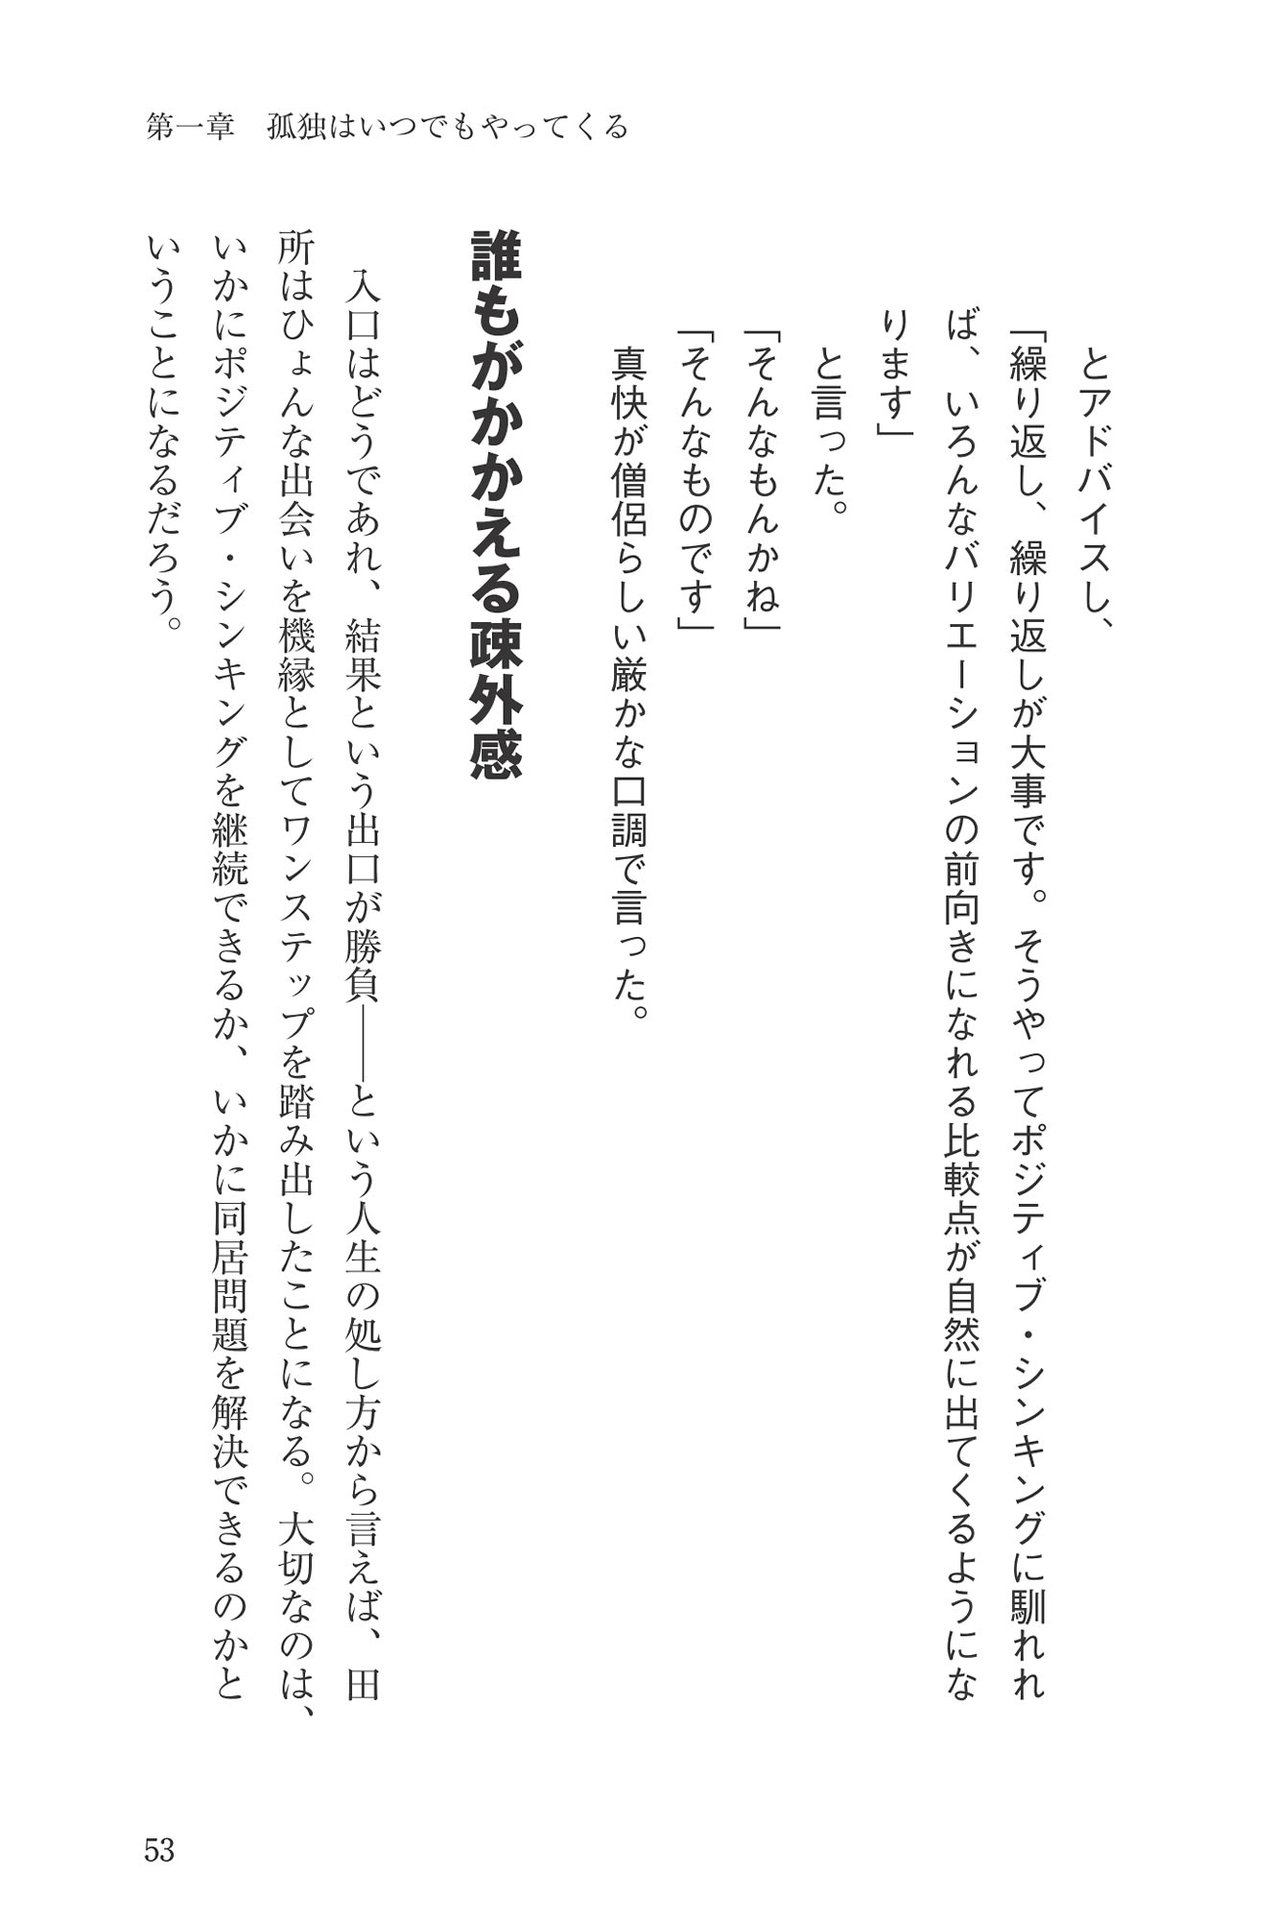 第一章　孤独はいつでもやってくる
とアドバイスし、
「繰り返し、繰り返しが大事です。そうやってポジティブ・シンキングに馴れれ
ば、いろんなバリエーションの前向きになれる比較点が自然に出てくるようにな
ります」
と言った。
「そんなもんかね」
「そんなものです」
真快が僧侶らしい厳かな口調で言った。
誰もがかかえる疎外感
入口はどうであれ、結果という出口が勝負――という人生の処し方から言えば、田
所はひょんな出会いを機縁としてワンステップを踏み出したことになる。大切なのは、
いかにポジティブ・シンキングを継続できるか、いかに同居問題を解決できるのかと
いうことになるだろう。
53